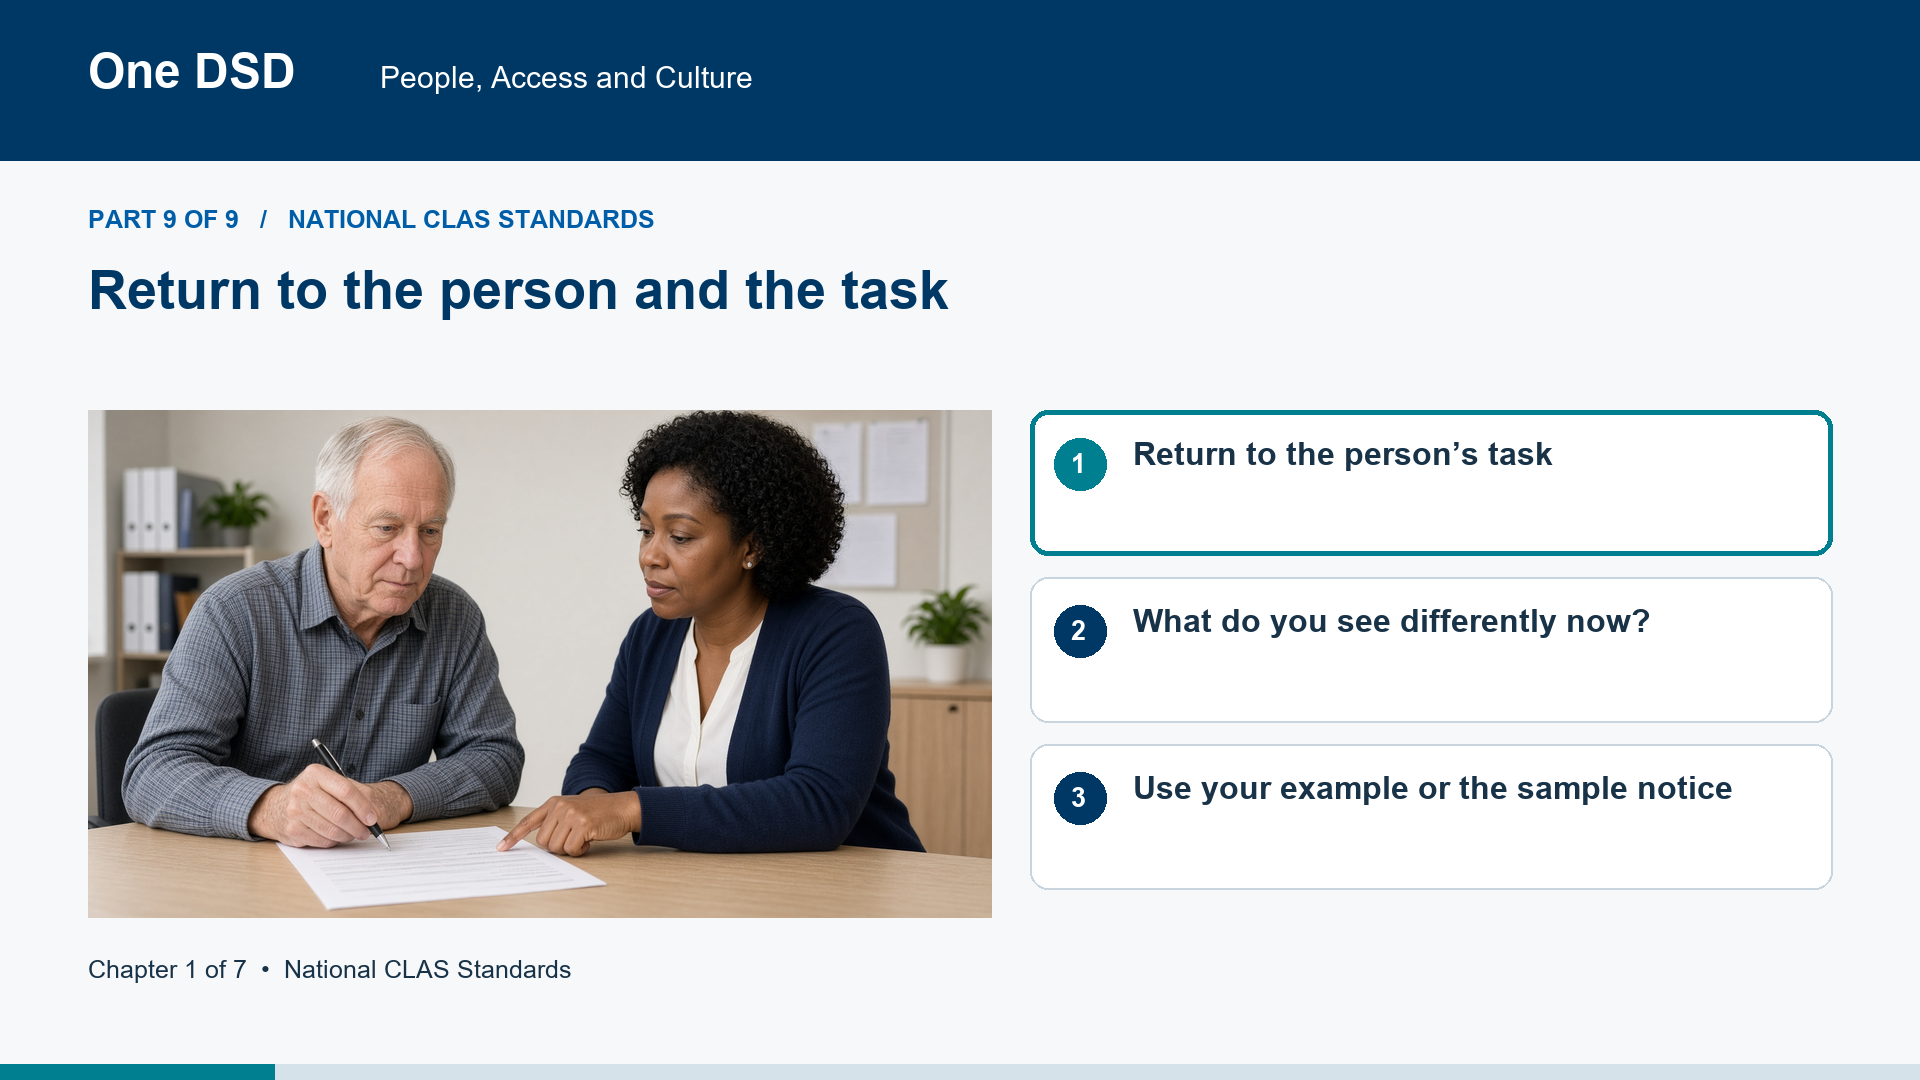 One DSD
People, Access and Culture
PART 9 OF 9 / NATIONAL CLAS STANDARDS
Return to the person and the task
1 Return to the person’s task
2 What do you see differently now?
3 Use your example or the sample notice
Chapter 1 of 7 • National CLAS Standards